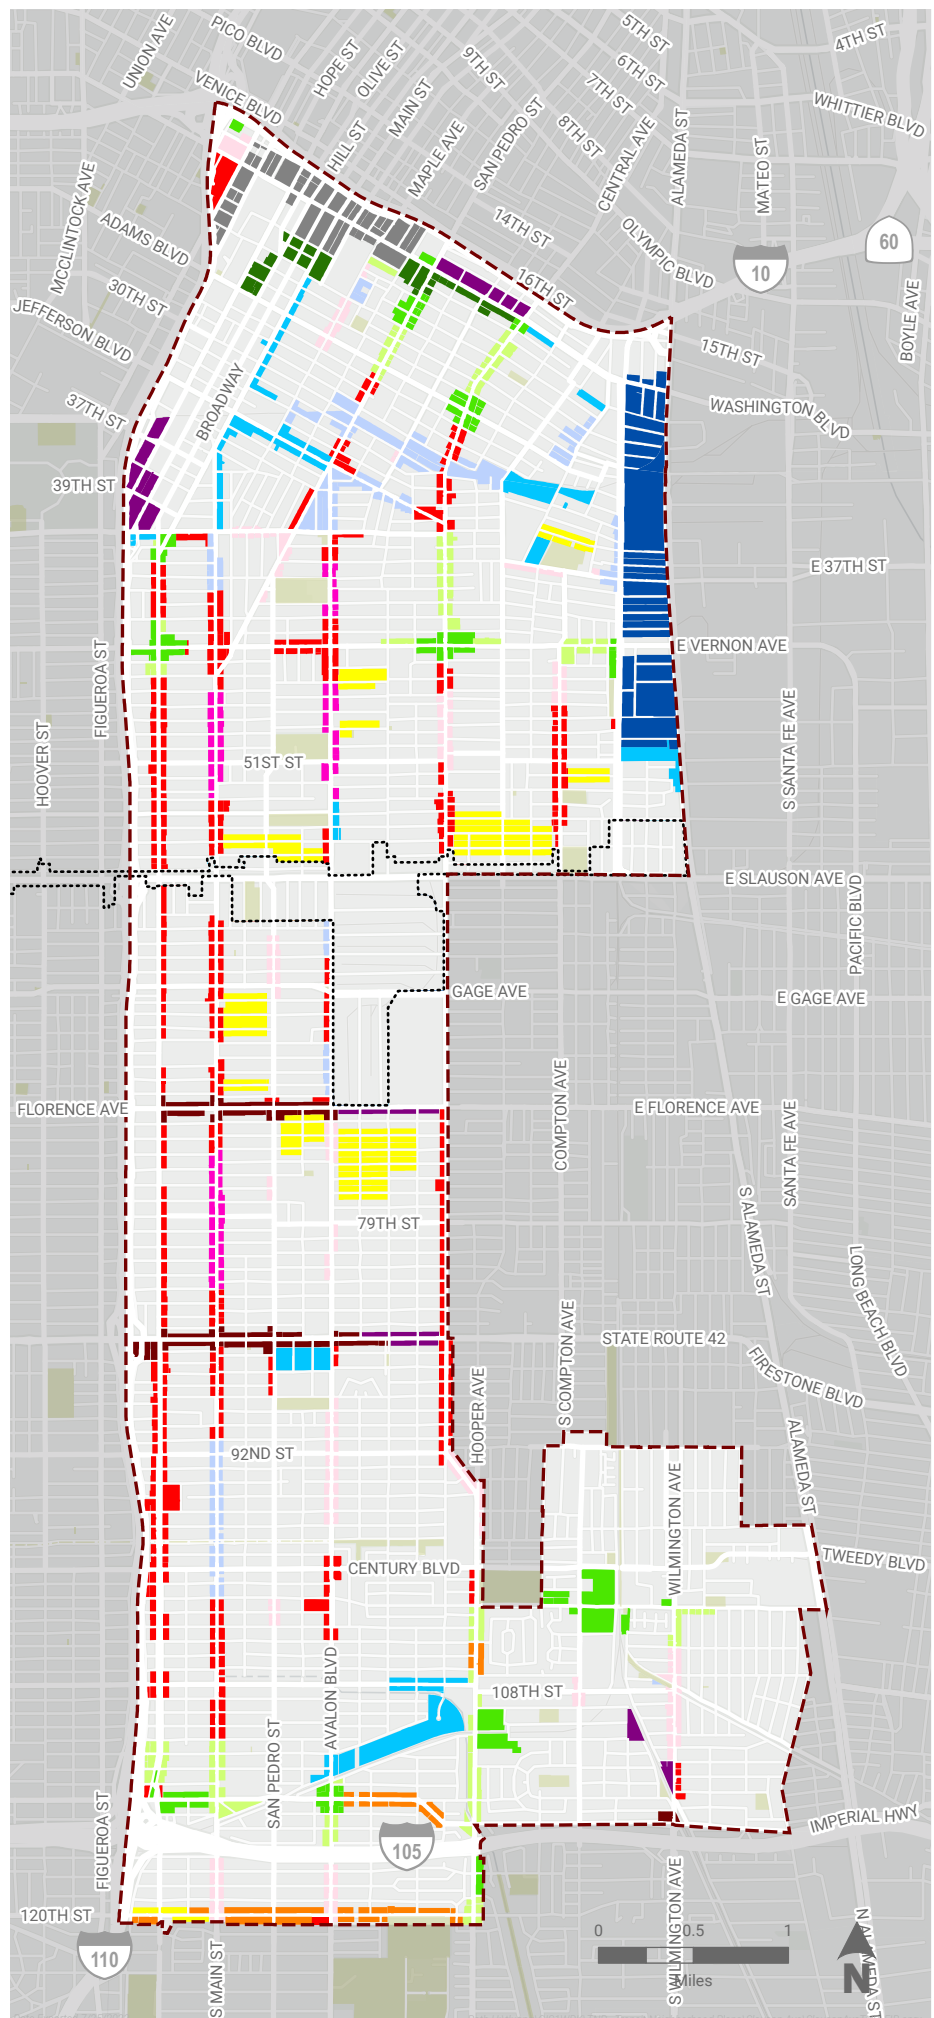 UNION AVE
PICO BLVD
HOPE ST
OLIVE ST
9TH ST
5TH ST
6TH ST
4TH ST
VENICE BLVD
MAIN ST
7TH ST
WHITTIER BLVD
HILL ST
MAPLE AVE
SAN PEDRO ST
8TH ST
CENTRAL AVE
ALAMEDA ST
MATEO ST
MCCLINTOCK AVE
ADAMS BLVD
14TH ST
OLYMPIC BLVD
60
10
30TH ST
16TH ST
JEFFERSON BLVD
BOYLE AVE
15TH ST
BROADWAY
37TH ST
WASHINGTON BLVD
39TH ST
E 37TH ST
E VERNON AVE
FIGUEROA ST
HOOVER ST
51ST ST
S SANTA FE AVE
E SLAUSON AVE
PACIFIC BLVD
GAGE AVE
E GAGE AVE
COMPTON AVE
FLORENCE AVE
E FLORENCE AVE
SANTA FE AVE
79TH ST
S ALAMEDA ST
LONG BEACH BLVD
STATE ROUTE 42
S COMPTON AVE
FIRESTONE BLVD
HOOPER AVE
92ND ST
ALAMEDA ST
WILMINGTON AVE
CENTURY BLVD
TWEEDY BLVD
108TH ST
AVALON BLVD
SAN PEDRO ST
FIGUEROA ST
IMPERIAL HWY
105
120TH ST
110
S MAIN ST
S WILMINGTON AVE
0 0.5 1
Miles
N
N ALAMEDA ST